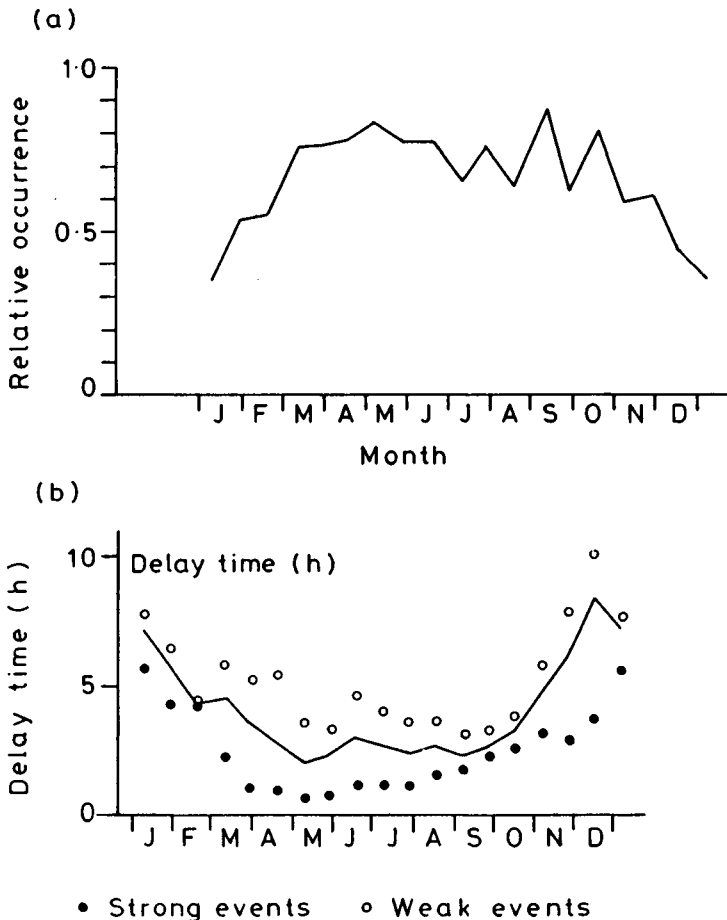 (a)
Relative occurrence
1·0
0·5
0
J F M A M J J A S O N D
Month
(b)
Delay time (h)
Delay time (h)
10
5
0
J F M A M J J A S O N D
● Strong events ○ Weak events